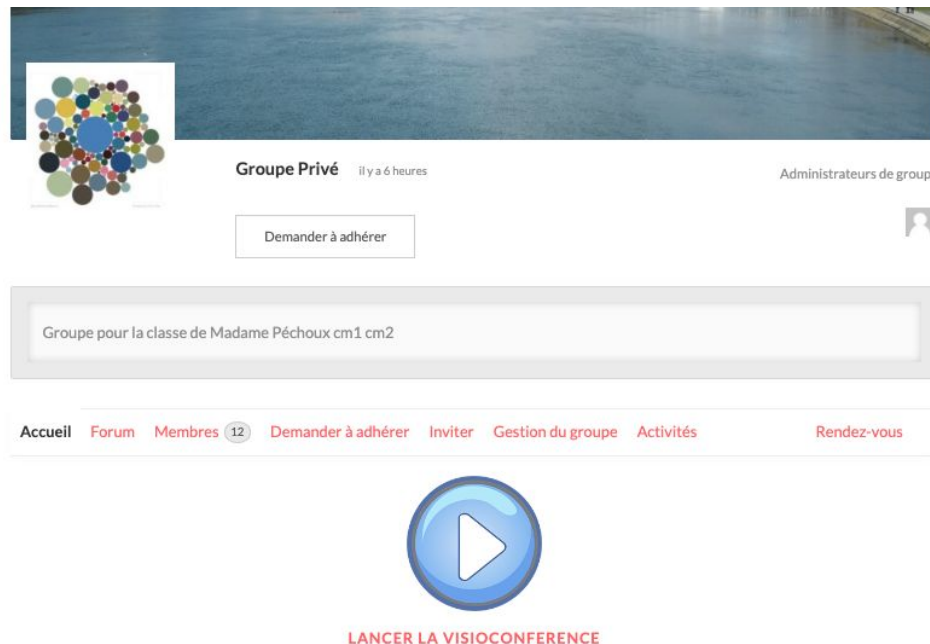 Groupe Privé il y a 6 heures
Administrateurs de group
Demander à adhérer
Groupe pour la classe de Madame Péchoux cm1 cm2
Accueil Forum Membres 12 Demander à adhérer Inviter Gestion du groupe Activités Rendez-vous
LANCER LA VISIOCONFERENCE